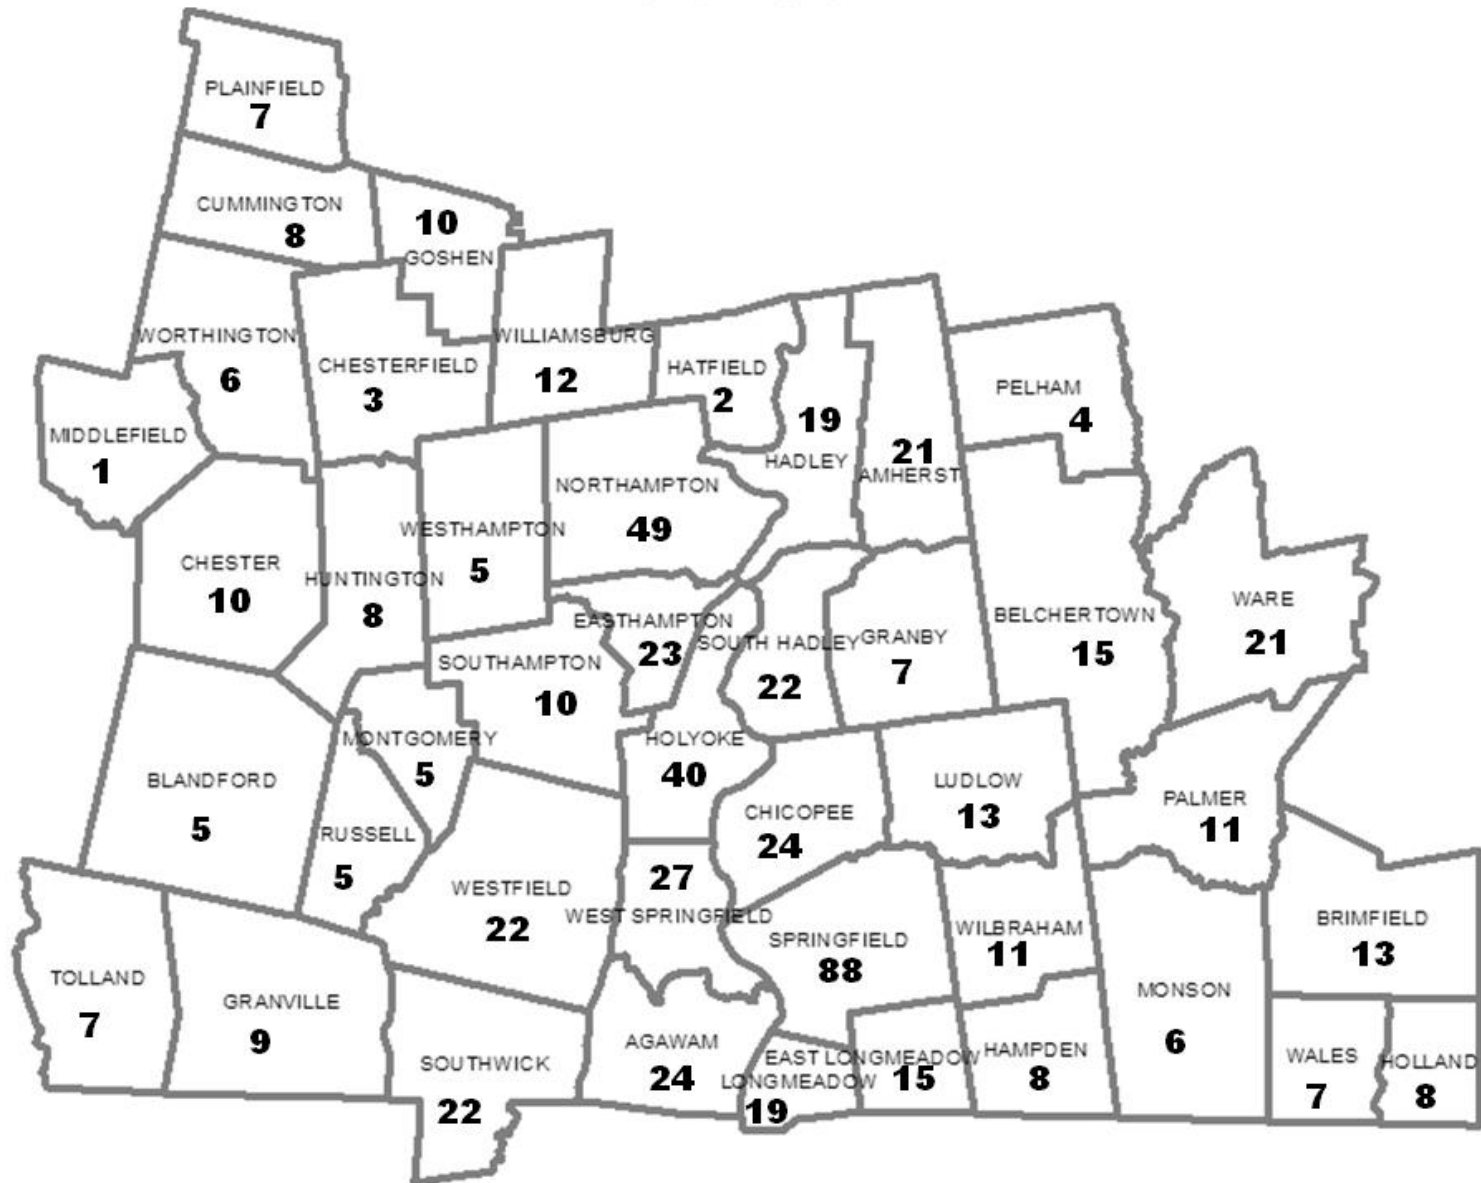 PLAINFIELD
7
CUMMINGTON
8
10
GOSHEN
WORTHINGTON
6
CHESTERFIELD
3
WILLIAMSBURG
12
HATFIELD
2
19
HADLEY
21
AMHERST
PELHAM
4
MIDDLEFIELD
1
NORTHAMPTON
49
WESTHAMPTON
5
CHESTER
10
HUNTINGTON
8
EASTHAMPTON
23
SOUTH HADLEY
22
GRANBY
7
BELCHERTOWN
15
WARE
21
SOUTHAMPTON
10
MONTGOMERY
5
HOLYOKE
40
BLANDFORD
5
RUSSELL
5
CHICOPEE
24
LUDLOW
13
PALMER
11
WESTFIELD
22
27
WEST SPRINGFIELD
SPRINGFIELD
88
WILBRAHAM
11
BRIMFIELD
13
TOLLAND
7
GRANVILLE
9
MONSON
6
SOUTHWICK
22
AGAWAM
24
EAST LONGMEADOW
15
LONGMEADOW
19
HAMPDEN
8
WALES
7
HOLLAND
8